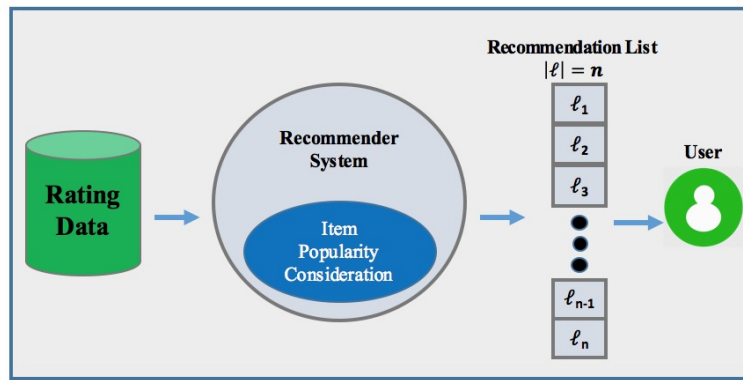 Rating
Data
Recommender
System
Item
Popularity
Consideration
Recommendation List
|ℓ| = n
ℓ1
ℓ2
ℓ3
ℓn-1
ℓn
User